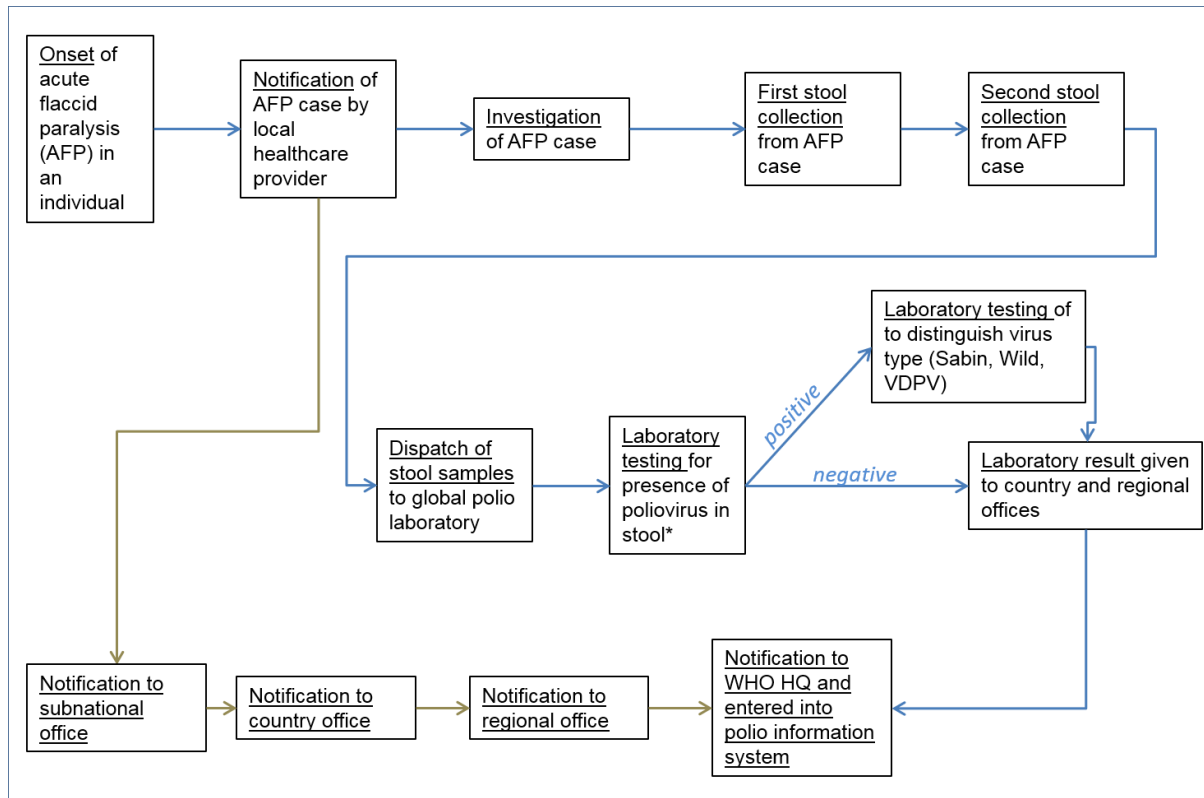 Onset of
acute
flaccid
paralysis
(AFP) in
an
individual
Notification of
AFP case by
local
healthcare
provider
Investigation
of AFP case
First stool
collection
from AFP
case
Second stool
collection
from AFP
case
Laboratory testing of
to distinguish virus
type (Sabin, Wild,
VDPV)
positive
Dispatch of
stool samples
to global polio
laboratory
Laboratory
testing for
presence of
poliovirus in
stool*
negative
Laboratory result given
to country and regional
offices
Notification to
subnational
office
Notification to
country office
Notification to
regional office
Notification to
WHO HQ and
entered into
polio information
system